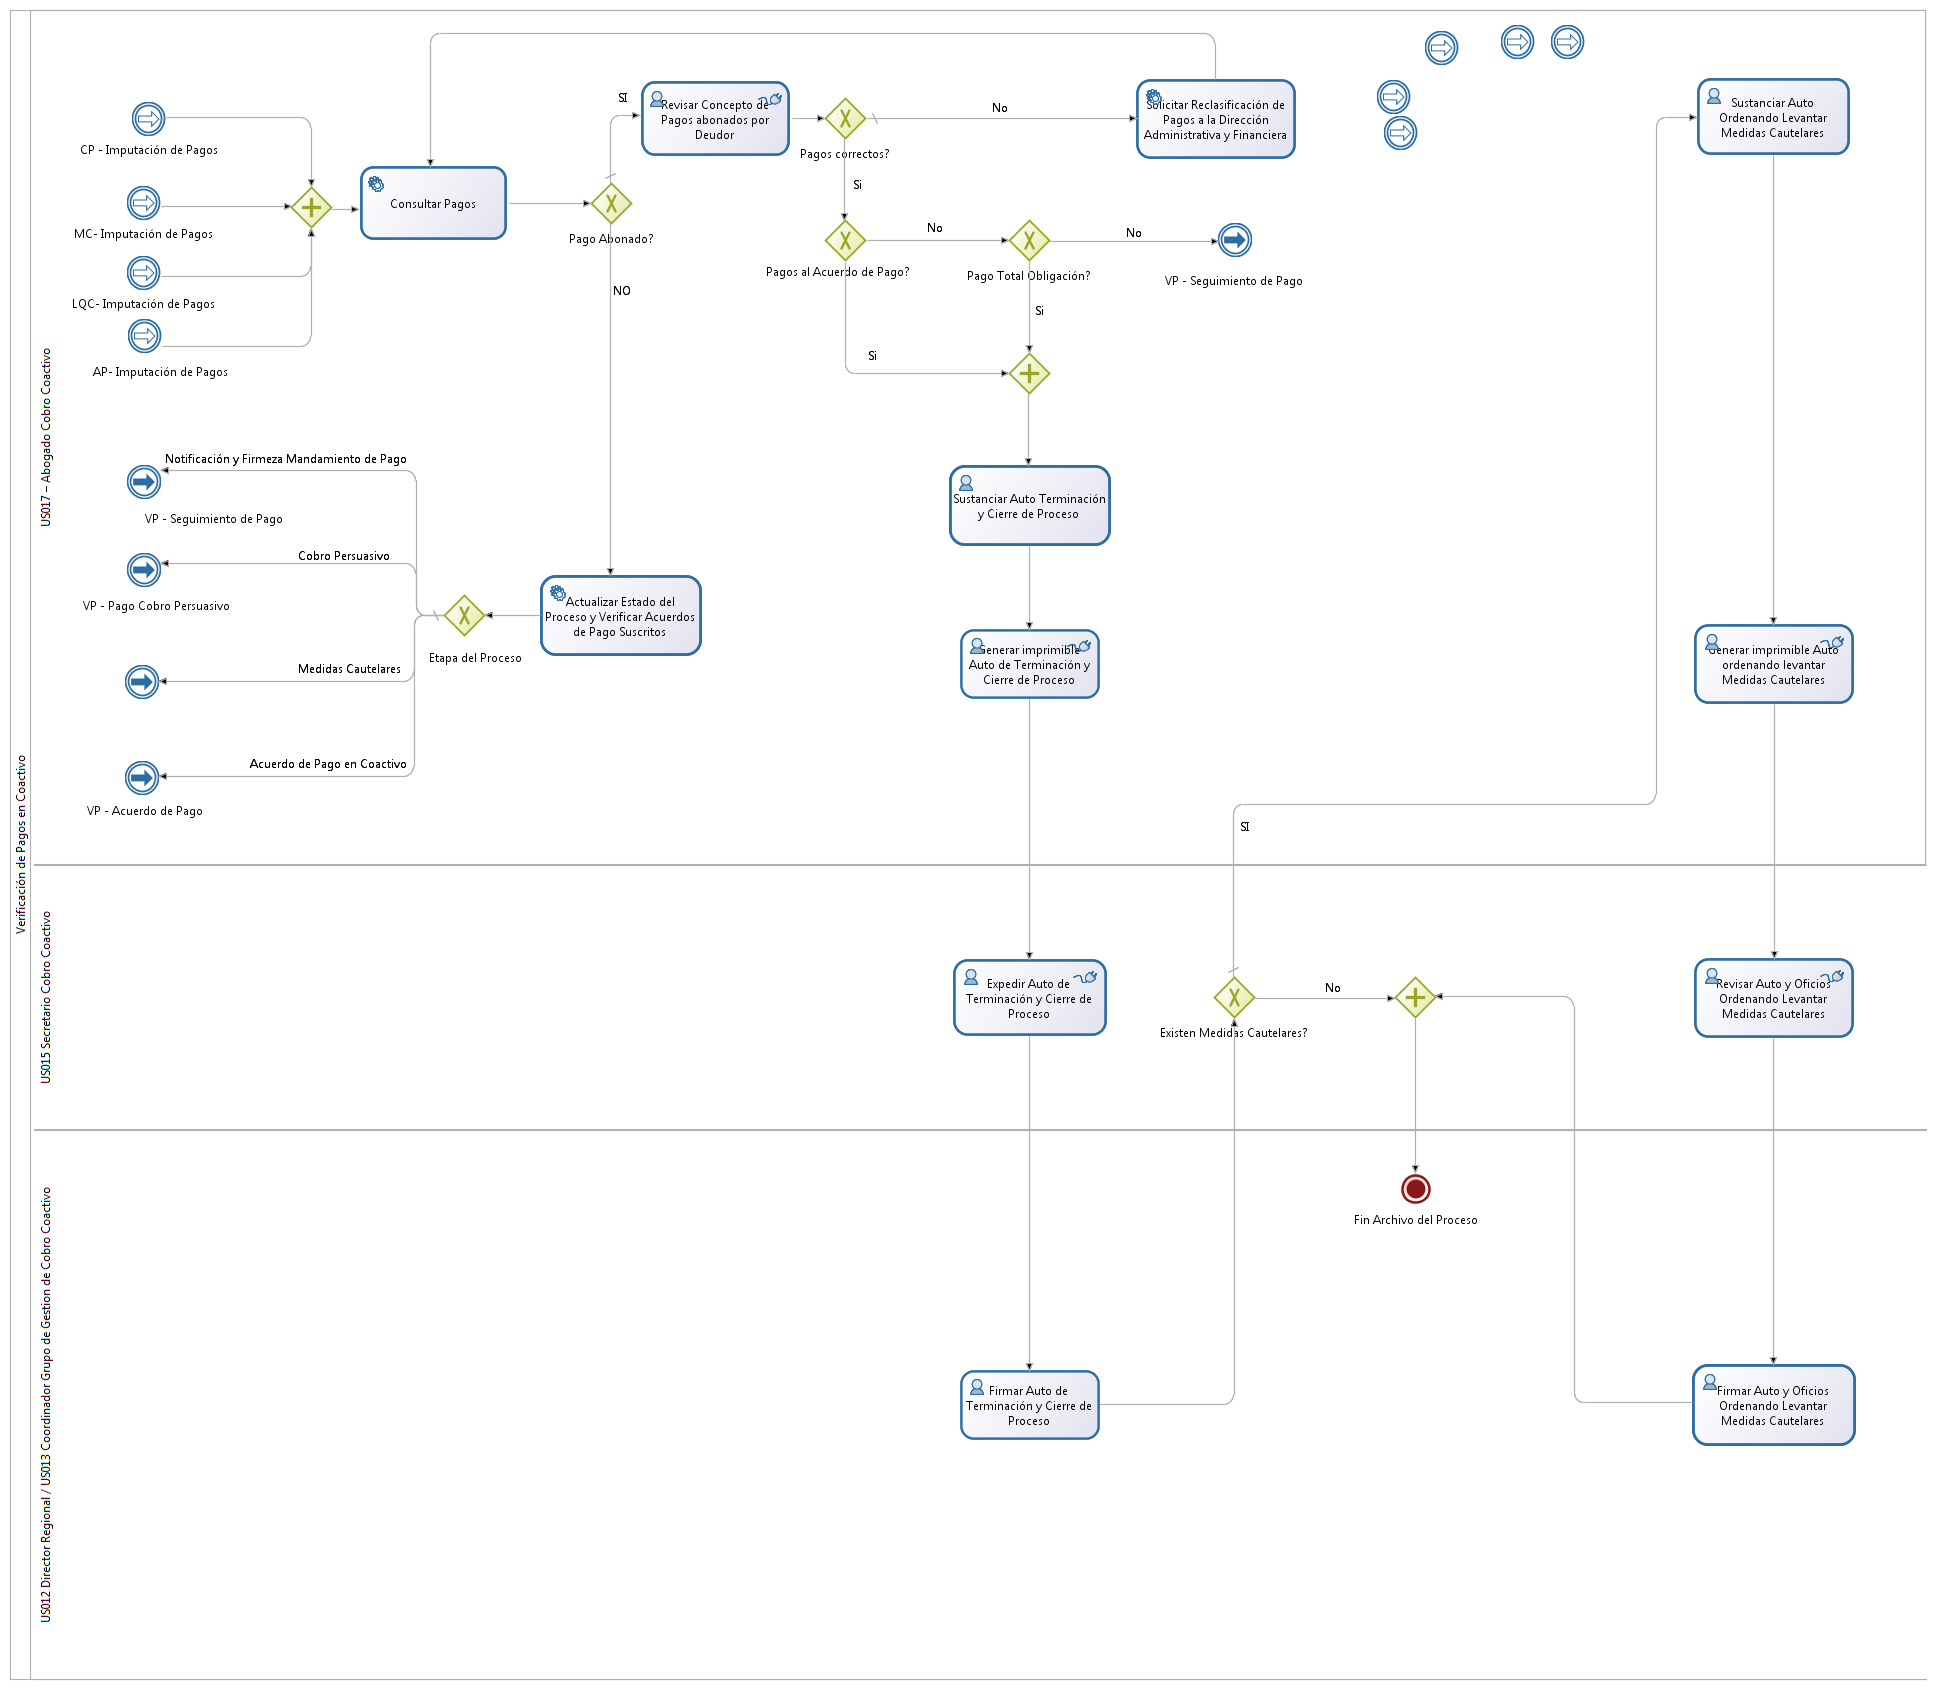 Verificación de Pagos en Coactivo
US017 – Abogado Cobro Coactivo
CP - Imputación de Pagos
MC- Imputación de Pagos
LQC- Imputación de Pagos
AP- Imputación de Pagos
Consultar Pagos
Pago Abonado?
SI
NO
Revisar Concepto de
Pagos abonados por
Deudor
Pagos correctos?
No
Si
Solicitar Reclasificación de
Pagos a la Dirección
Administrativa y Financiera
Pagos al Acuerdo de Pago?
No
Si
Pago Total Obligación?
No
Si
VP - Seguimiento de Pago
Sustanciar Auto
Ordenando Levantar
Medidas Cautelares
Notificación y Firmeza Mandamiento de Pago
VP - Seguimiento de Pago
Cobro Persuasivo
VP - Pago Cobro Persuasivo
Medidas Cautelares
Acuerdo de Pago en Coactivo
VP - Acuerdo de Pago
Etapa del Proceso
Actualizar Estado del
Proceso y Verificar Acuerdos
de Pago Suscritos
Sustanciar Auto Terminación
y Cierre de Proceso
Generar imprimible
Auto de Terminación y
Cierre de Proceso
Generar imprimible Auto
ordenando levantar
Medidas Cautelares
SI
US015 Secretario Cobro Coactivo
Expedir Auto de
Terminación y Cierre de
Proceso
Existen Medidas Cautelares?
No
Revisar Auto y Oficios
Ordenando Levantar
Medidas Cautelares
US012 Director Regional / US013 Coordinador Grupo de Gestion de Cobro Coactivo
Fin Archivo del Proceso
Firmar Auto de
Terminación y Cierre de
Proceso
Firmar Auto y Oficios
Ordenando Levantar
Medidas Cautelares